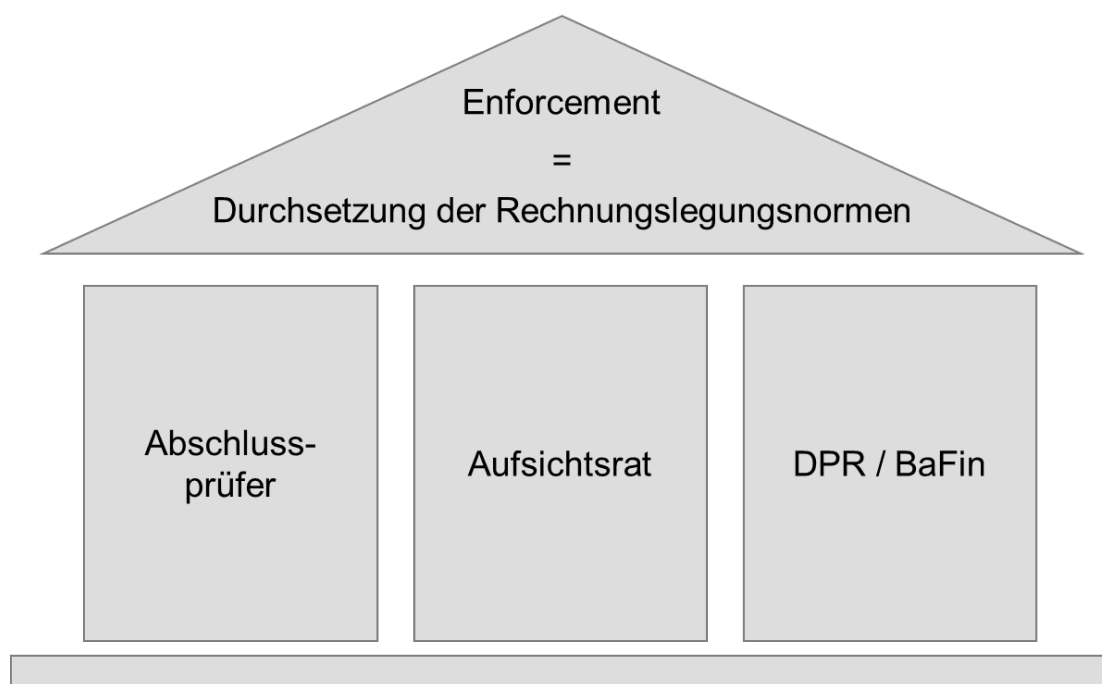 Enforcement
=
Durchsetzung der Rechnungslegungsnormen
Abschluss-
prüfer
Aufsichtsrat
DPR / BaFin